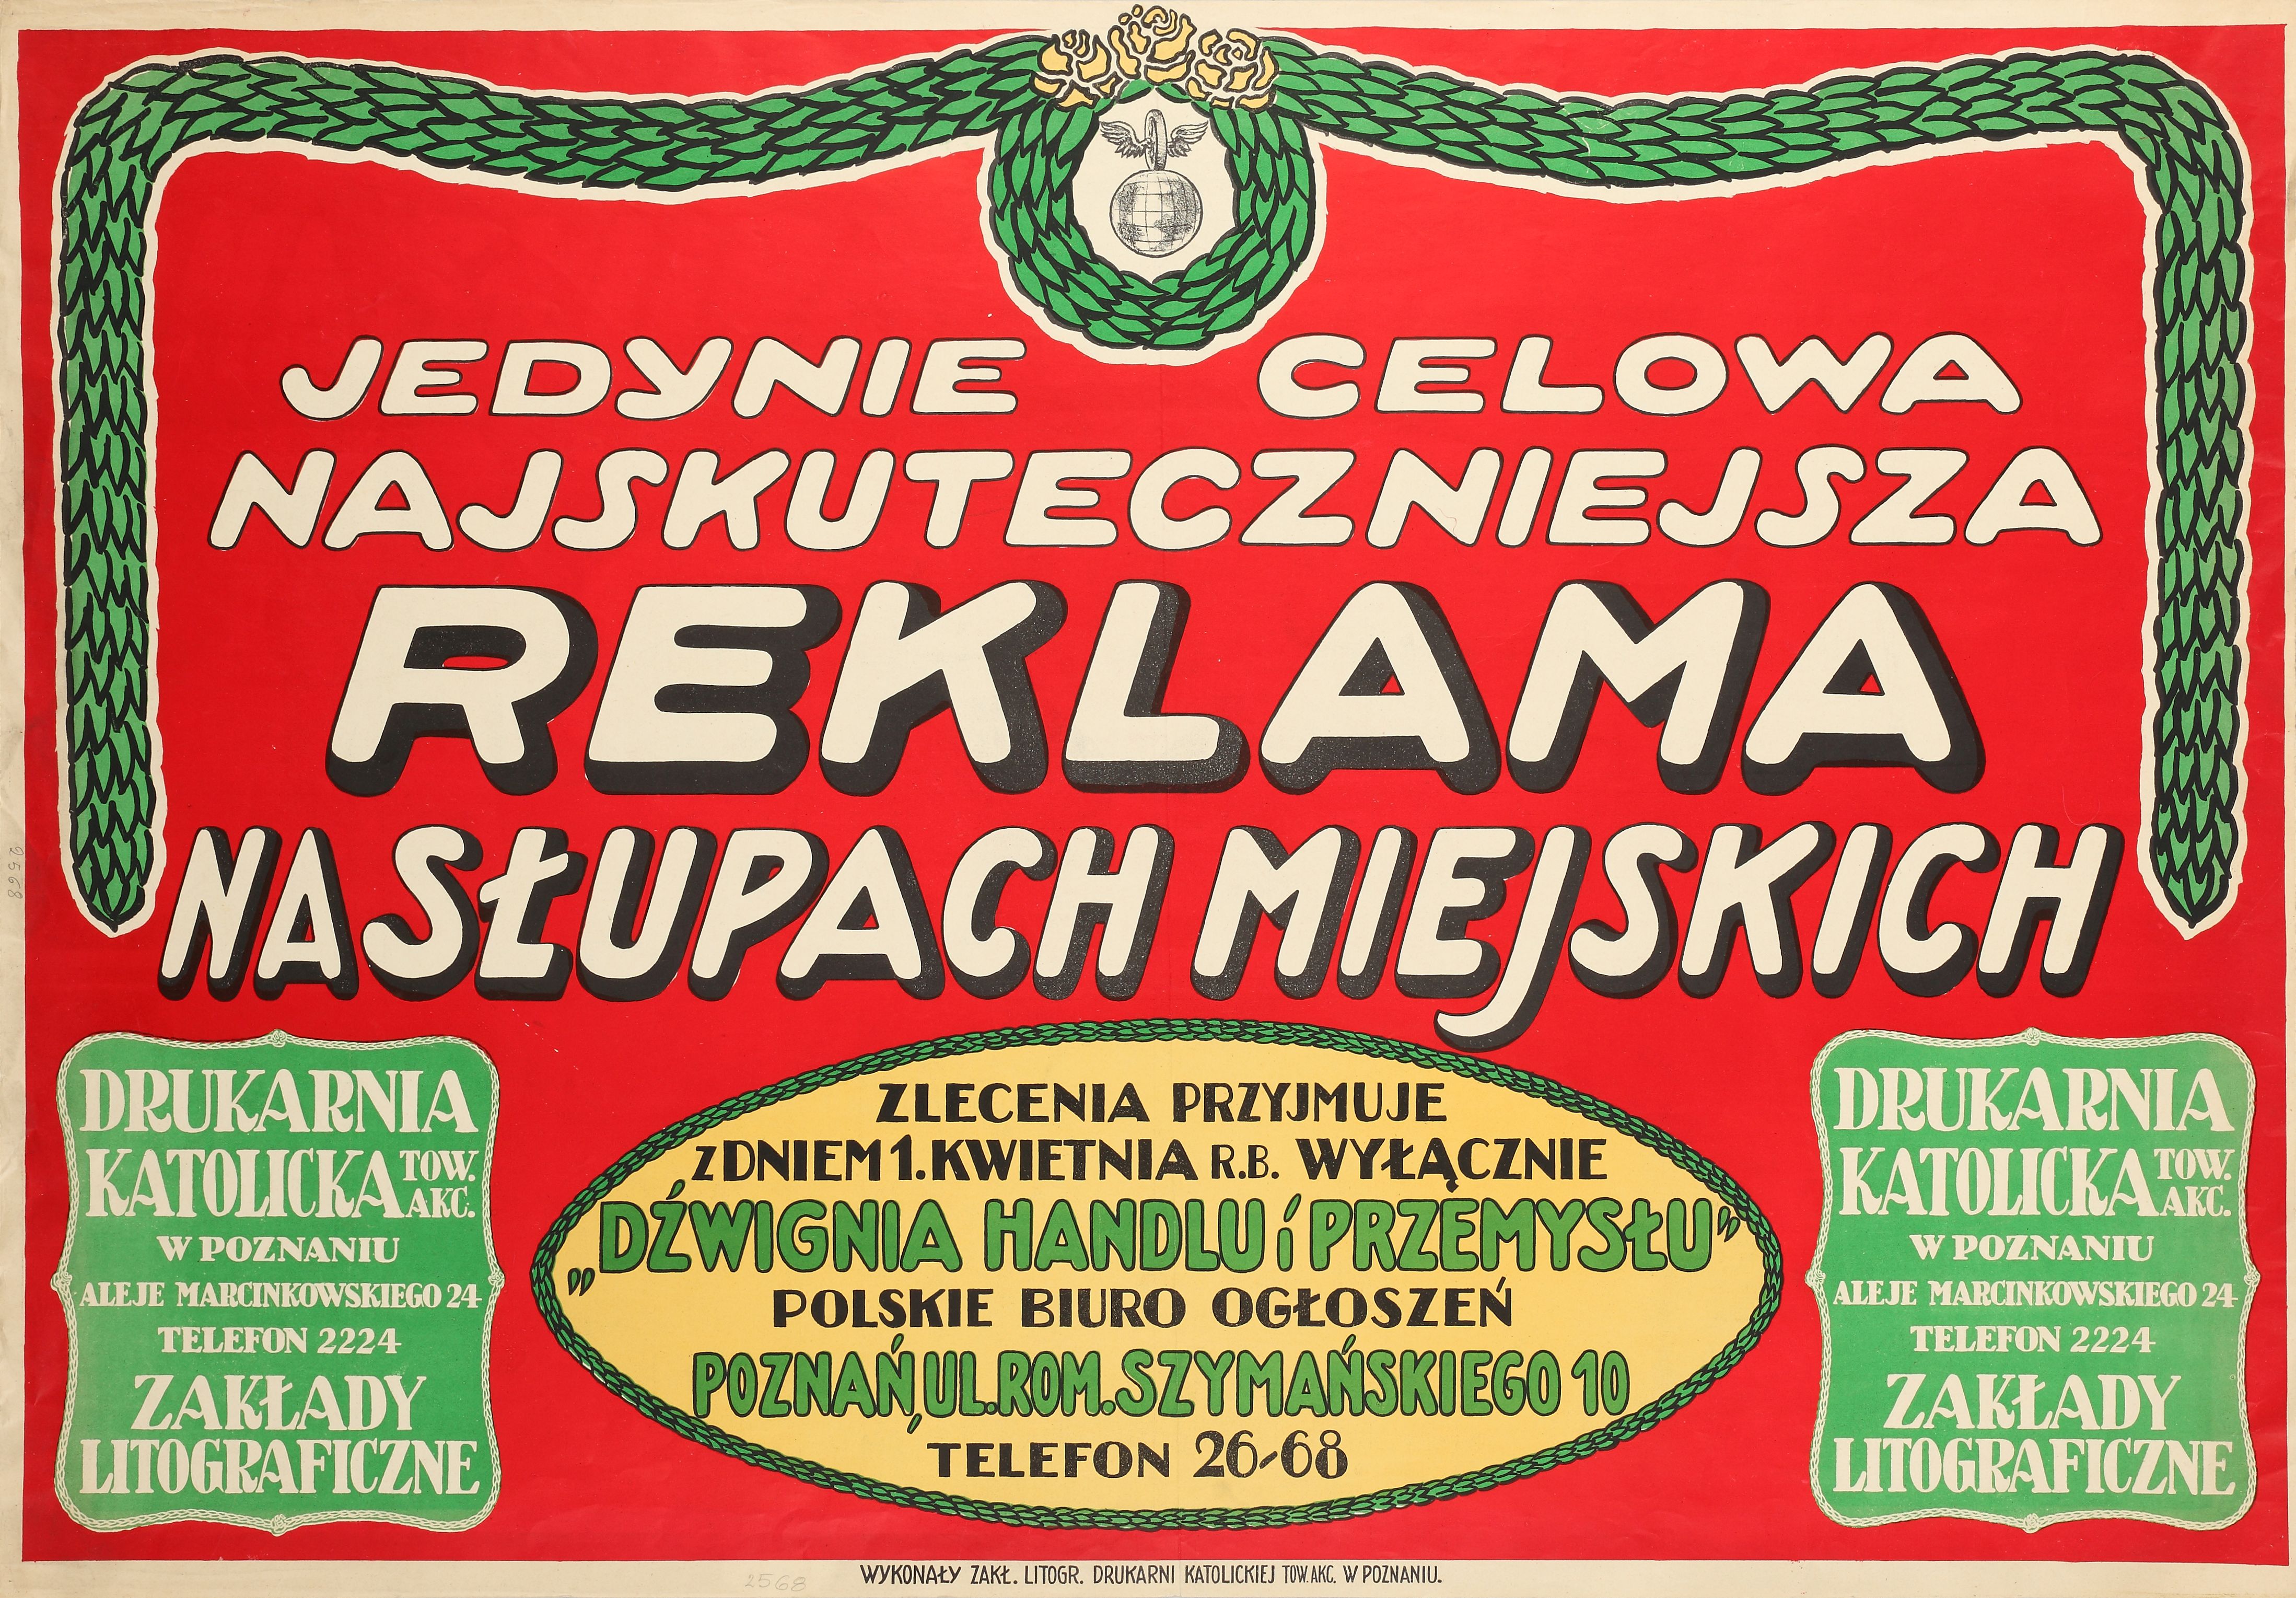 JEDYNIE CELOWA
NAJSKUTECZNIEJSZA
REKLAMA
NA SŁUPACH MIEJSKICH
DRUKARNIA
KATOLICKA TOW. AKC.
W POZNANIU
ALEJE MARCINKOWSKIEGO 24
TELEFON 2224
ZAKŁADY
LITOGRAFICZNE
ZLECENIA PRZYJMUJE
z DNIEM 1. KWIETNIA R.B. WYŁĄCZNIE
„DŹWIGNIA HANDLU i PRZEMYSŁU”
POLSKIE BIURO OGŁOSZEŃ
POZNAŃ, UL. ROM. SZYMAŃSKIEGO 10
TELEFON 26-68
DRUKARNIA
KATOLICKA TOW. AKC.
W POZNANIU
ALEJE MARCINKOWSKIEGO 24
TELEFON 2224
ZAKŁADY
LITOGRAFICZNE
WYKONAŁY ZAKŁ. LITOGR. DRUKARNI KATOLICKIEJ TOW. AKC. W POZNANIU.
2568
2568